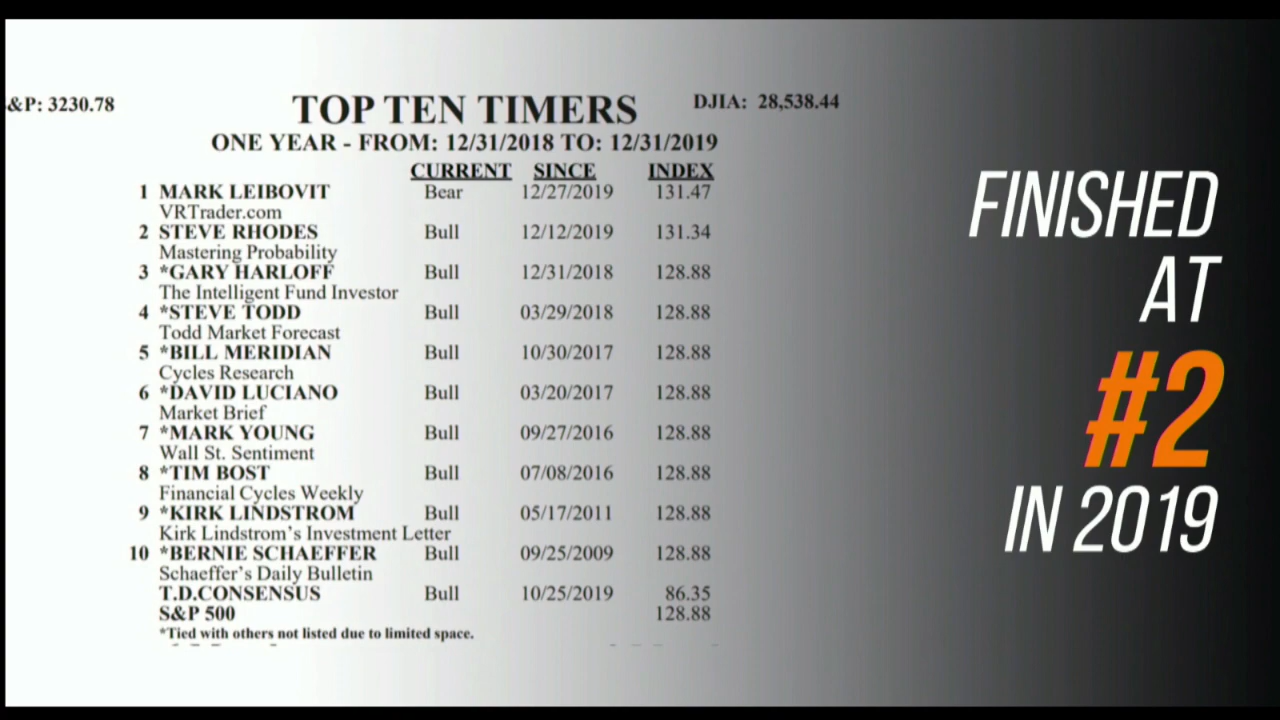 &P: 3230.78
TOP TEN TIMERS
DJIA: 28,538.44
ONE YEAR - FROM: 12/31/2018 TO: 12/31/2019
CURRENT SINCE INDEX
1 MARK LEIBOVIT Bear 12/27/2019 131.47
VRTrader.com
2 STEVE RHODES Bull 12/12/2019 131.34
Mastering Probability
3 *GARY HARLOFF Bull 12/31/2018 128.88
The Intelligent Fund Investor
4 *STEVE TODD Bull 03/29/2018 128.88
Todd Market Forecast
5 *BILL MERIDIAN Bull 10/30/2017 128.88
Cycles Research
6 *DAVID LUCIANO Bull 03/20/2017 128.88
Market Brief
7 *MARK YOUNG Bull 09/27/2016 128.88
Wall St. Sentiment
8 *TIM BOST Bull 07/08/2016 128.88
Financial Cycles Weekly
9 *KIRK LINDSTROM Bull 05/17/2011 128.88
Kirk Lindstrom's Investment Letter
10 *BERNIE SCHAEFFER Bull 09/25/2009 128.88
Schaeffer's Daily Bulletin
T.D.CONSENSUS Bull 10/25/2019 86.35
S&P 500 128.88
*Tied with others not listed due to limited space.
FINISHED
AT
#2
IN 2019